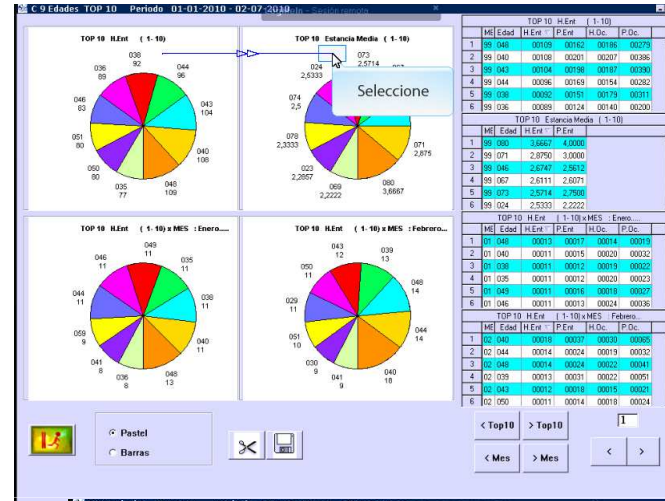 C 9 Edades TOP 10 Periodo 01-01-2010 - 02-07-2010
Sesión remota
TOP 10 H.Ent ( 1- 10)
038
92
044
96
043
104
040
108
048
109
035
77
050
80
051
80
046
83
036
89
TOP 10 Estancia Media ( 1- 10)
073
2,5714
071
2,875
080
3,6667
069
2,2222
023
2,2857
078
2,3333
074
2,5
024
2,5333
Seleccione
TOP 10 H.Ent ( 1- 10) x MES : Enero.....
049
11
035
11
038
11
040
11
048
13
036
8
041
8
059
9
044
11
046
11
TOP 10 H.Ent ( 1- 10) x MES : Febrero...
043
12
039
13
048
14
044
14
040
18
041
9
030
9
051
10
029
11
050
11
TOP 10 H.Ent ( 1- 10)
ME Edad H.Ent P.Ent H.Oc. P.Oc.
1 99 048 00109 00162 00186 00279
2 99 040 00108 00201 00207 00386
3 99 043 00104 00198 00187 00390
4 99 044 00096 00169 00154 00282
5 99 038 00092 00151 00179 00311
6 99 036 00089 00124 00140 00200
TOP 10 Estancia Media ( 1- 10)
ME Edad H.Ent P.Ent
1 99 080 3,6667 4,0000
2 99 071 2,8750 3,0000
3 99 046 2,6747 2,5612
4 99 067 2,6111 2,6071
5 99 073 2,5714 2,7500
6 99 024 2,5333 2,2222
TOP 10 H.Ent ( 1- 10) x MES : Enero.....
ME Edad H.Ent P.Ent H.Oc. P.Oc.
1 01 048 00013 00017 00014 00019
2 01 040 00011 00015 00020 00032
3 01 038 00011 00012 00019 00022
4 01 035 00011 00012 00020 00023
5 01 049 00011 00016 00018 00027
6 01 046 00011 00013 00024 00036
TOP 10 H.Ent ( 1- 10) x MES : Febrero...
ME Edad H.Ent P.Ent H.Oc. P.Oc.
1 02 040 00018 00037 00030 00065
2 02 044 00014 00024 00019 00032
3 02 048 00014 00024 00022 00041
4 02 039 00013 00031 00022 00051
5 02 043 00012 00018 00015 00021
6 02 050 00011 00014 00018 00024
Pastel
Barras
< Top10 > Top10
1
< Mes > Mes
< >